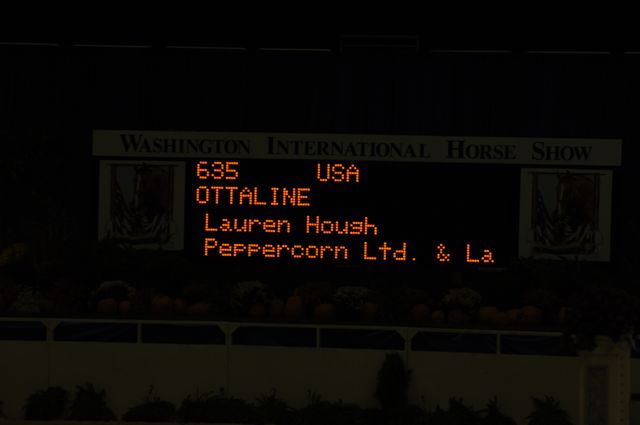 WASHINGTON INTERNATIONAL HORSE SHOW
635 USA
OTTALINE
Lauren Hough
Peppercorn Ltd. & La